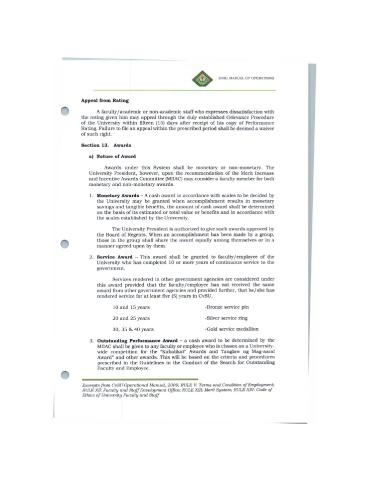 DORU MANUAL OF OPERATIONS
Appeal from Rating
A faculty/academic or non-academic staff who expresses dissatisfaction with
the rating given him may appeal through the duly established Grievance Procedure
of the University within fifteen (15) days after receipt of his copy of Performance
Rating. Failure to file an appeal within the prescribed period shall be deemed a waiver
of such right.
Section 13. Awards
a) Nature of Award
Awards under this System shall be monetary or non-monetary. The
University President, however, upon the recommendation of the Merit Increase
and Incentive Awards Committee (MIAC) may consider a faculty member for both
monetary and non-monetary awards.
1. Monetary Awards – A cash award in accordance with scales to be decided by
the University may be granted when accomplishment results in monetary
savings and tangible benefits, the amount of cash award shall be determined
on the basis of its estimated or total value or benefits and in accordance with
the scales established by the University.
The University President is authorized to give such awards approved by
the Board of Regents. When an accomplishment has been made by a group,
those in the group shall share the award equally among themselves or in a
manner agreed upon by them.
2. Service Award – This award shall be granted to faculty/employee of the
University who has completed 10 or more years of continuous service to the
government.
Services rendered in other government agencies are considered under
this award provided that the faculty/employee has not received the same
award from other government agencies and provided further, that he/she has
rendered service for at least five (5) years in CvSU.
10 and 15 years -Bronze service pin
20 and 25 years -Silver service ring
30, 35 & 40 years -Gold service medallion
3. Outstanding Performance Award – a cash award to be determined by the
MIAC shall be given to any faculty or employee who is chosen on a University-
wide competition for the "Kabalikat" Awards and Tanglaw ng Mag-aaral
Award" and other awards. This will be based on the criteria and procedures
prescribed in the Guidelines in the Conduct of the Search for Outstanding
Faculty and Employee.
Excerpts from CvSU Operational Manual, 2009, RULE V: Terms and Condition of Employment;
RULE XI: Faculty and Staff Development Office; RULE XIII: Merit System; RULE XIV: Code of
Ethics of University Faculty and Staff